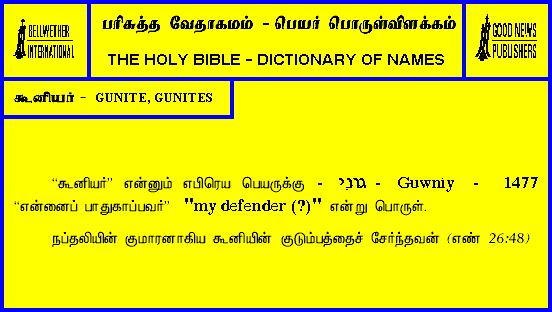 BELLWETHER
INTERNATIONAL
பரிசுத்த வேதாகமம் - பெயர் பொருள்விளக்கம்
THE HOLY BIBLE - DICTIONARY OF NAMES
GOOD NEWS
PUBLISHERS
கூனியர் - GUNITE, GUNITES
“கூனியர்” என்னும் எபிரெய பெயருக்கு - גוּנִי - Guwniy - 1477
“என்னைப் பாதுகாப்பவர்” "my defender (?)" என்று பொருள்.
நப்தலியின் குமாரனாகிய கூனியின் குடும்பத்தைச் சேர்ந்தவன் (எண் 26:48)